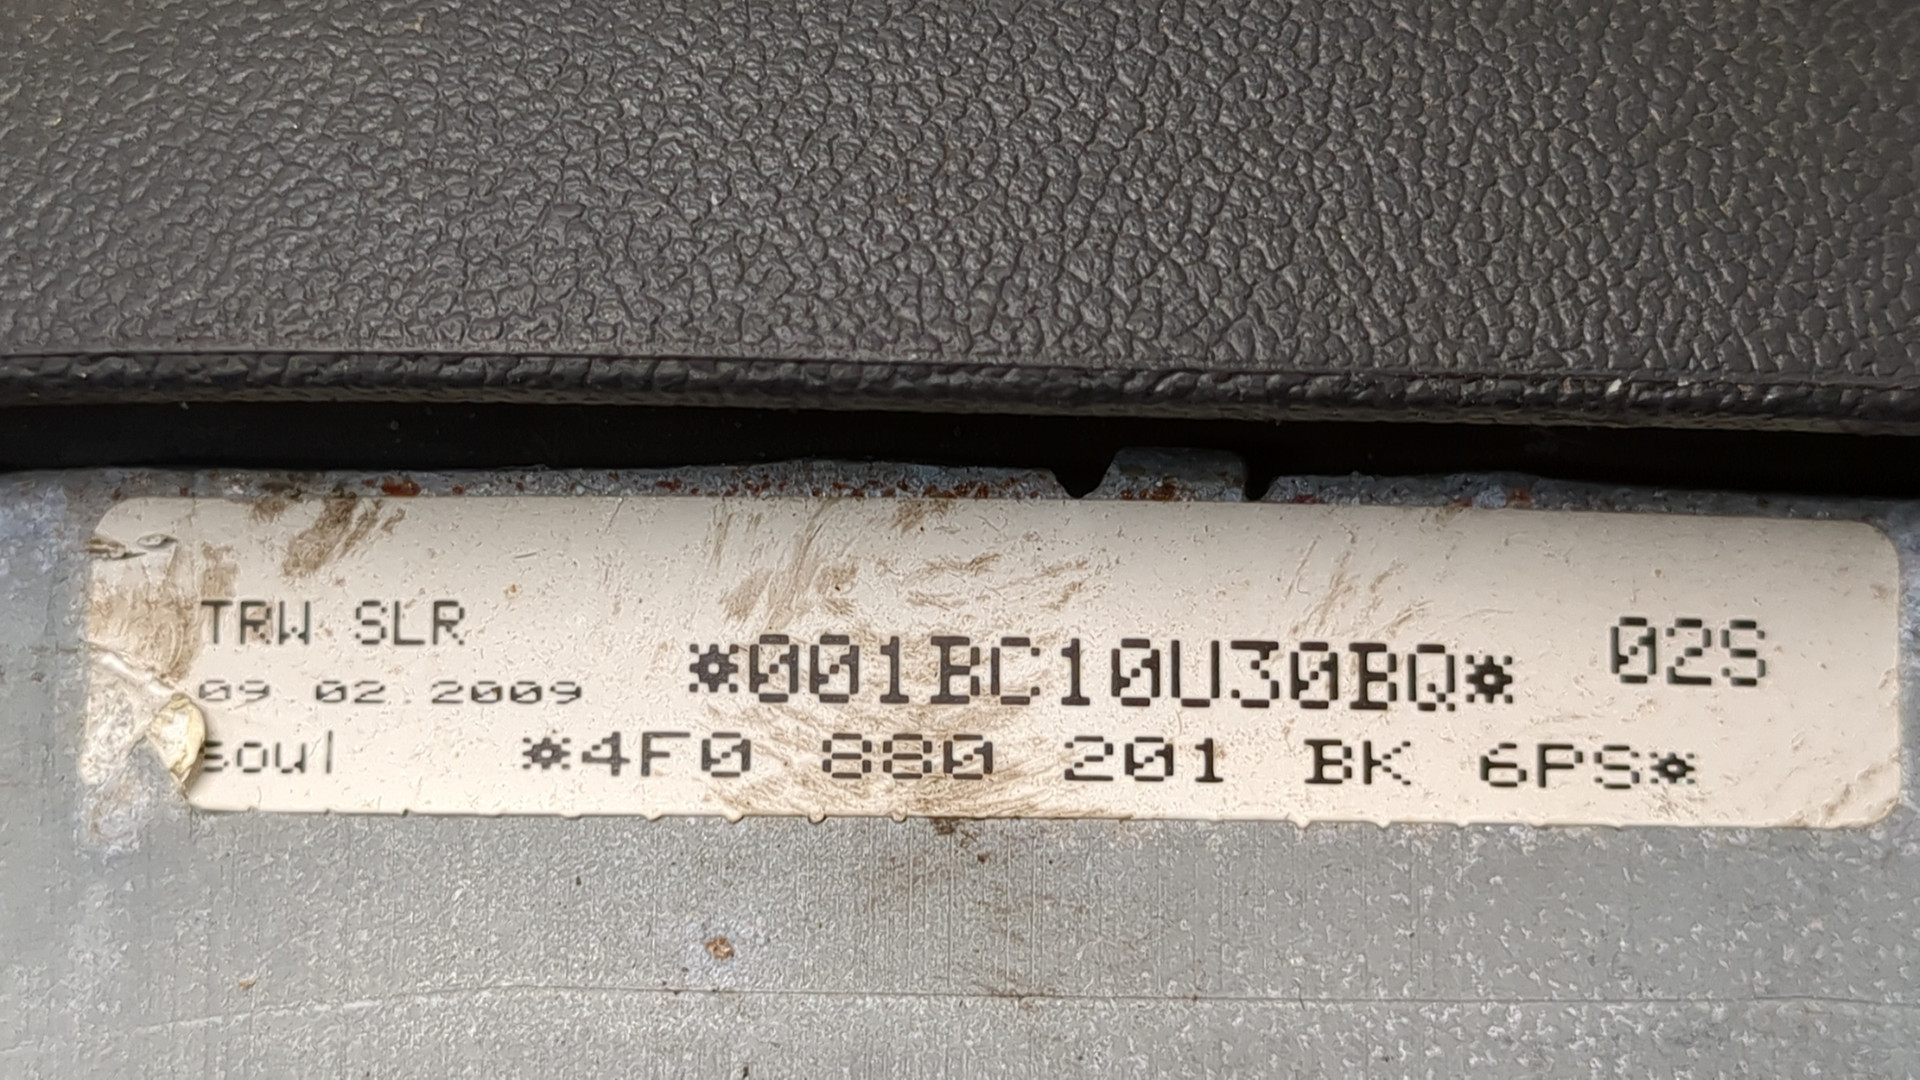 TRW SLR
*001BC10U30BQ* 02S
09.02.2009
soul *4F0 880 201 BK 6PS*